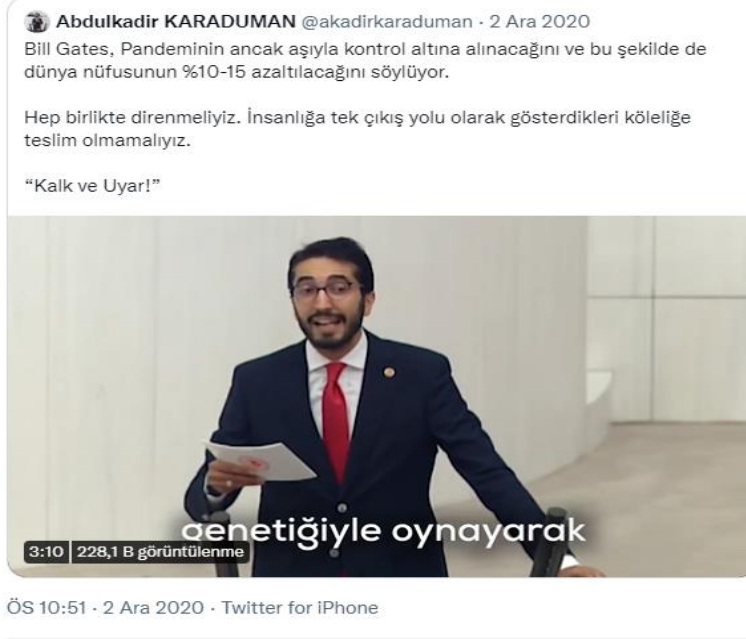 Abdulkadir KARADUMAN @akadirkaraduman · 2 Ara 2020
Bill Gates, Pandeminin ancak aşıyla kontrol altına alınacağını ve bu şekilde de
dünya nüfusunun %10-15 azaltılacağını söylüyor.
Hep birlikte direnmeliyiz. İnsanlığa tek çıkış yolu olarak gösterdikleri köleliğe
teslim olmamalıyız.
“Kalk ve Uyar!”
genetiğiyle oynayarak
3:10 228,1 B görüntülenme
ÖS 10:51 · 2 Ara 2020 · Twitter for iPhone